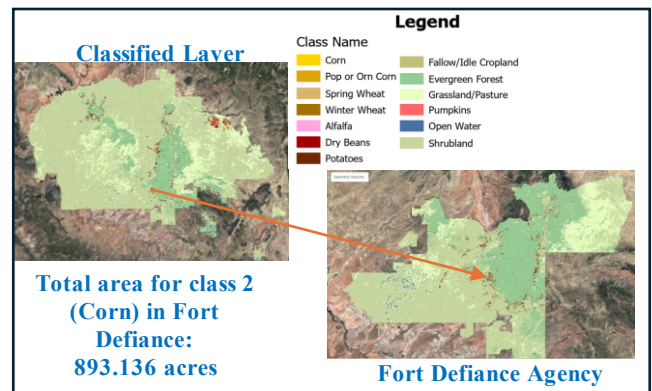 Legend
Classified Layer
Class Name
Corn
Pop or Orn Corn
Spring Wheat
Winter Wheat
Alfalfa
Dry Beans
Potatoes
Fallow/Idle Cropland
Evergreen Forest
Grassland/Pasture
Pumpkins
Open Water
Shrubland
Geometry Imports
Total area for class 2
(Corn) in Fort
Defiance:
893.136 acres
Fort Defiance Agency